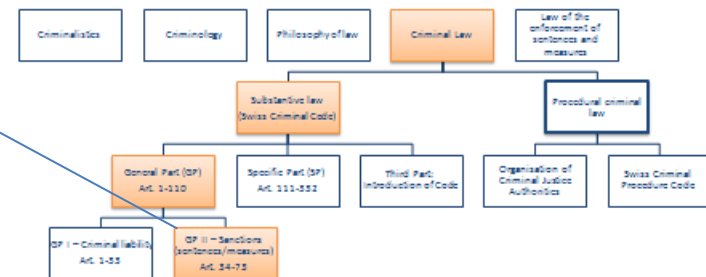 Criminalistics
Criminology
Philosophy of law
Criminal Law
Law of the
enforcement of
sentences and
measures
Substantive law
(Swiss Criminal Code)
Procedural criminal
law
General Part (GP)
Art. 1-110
Specific Part (SP)
Art. 111-332
Third Part:
Introduction of Code
Organisation of
Criminal Justice
Authorities
Swiss Criminal
Procedure Code
GP I – Criminal liability
Art. 1-33
GP II – Sanctions
(sentences/measures)
Art. 34-73